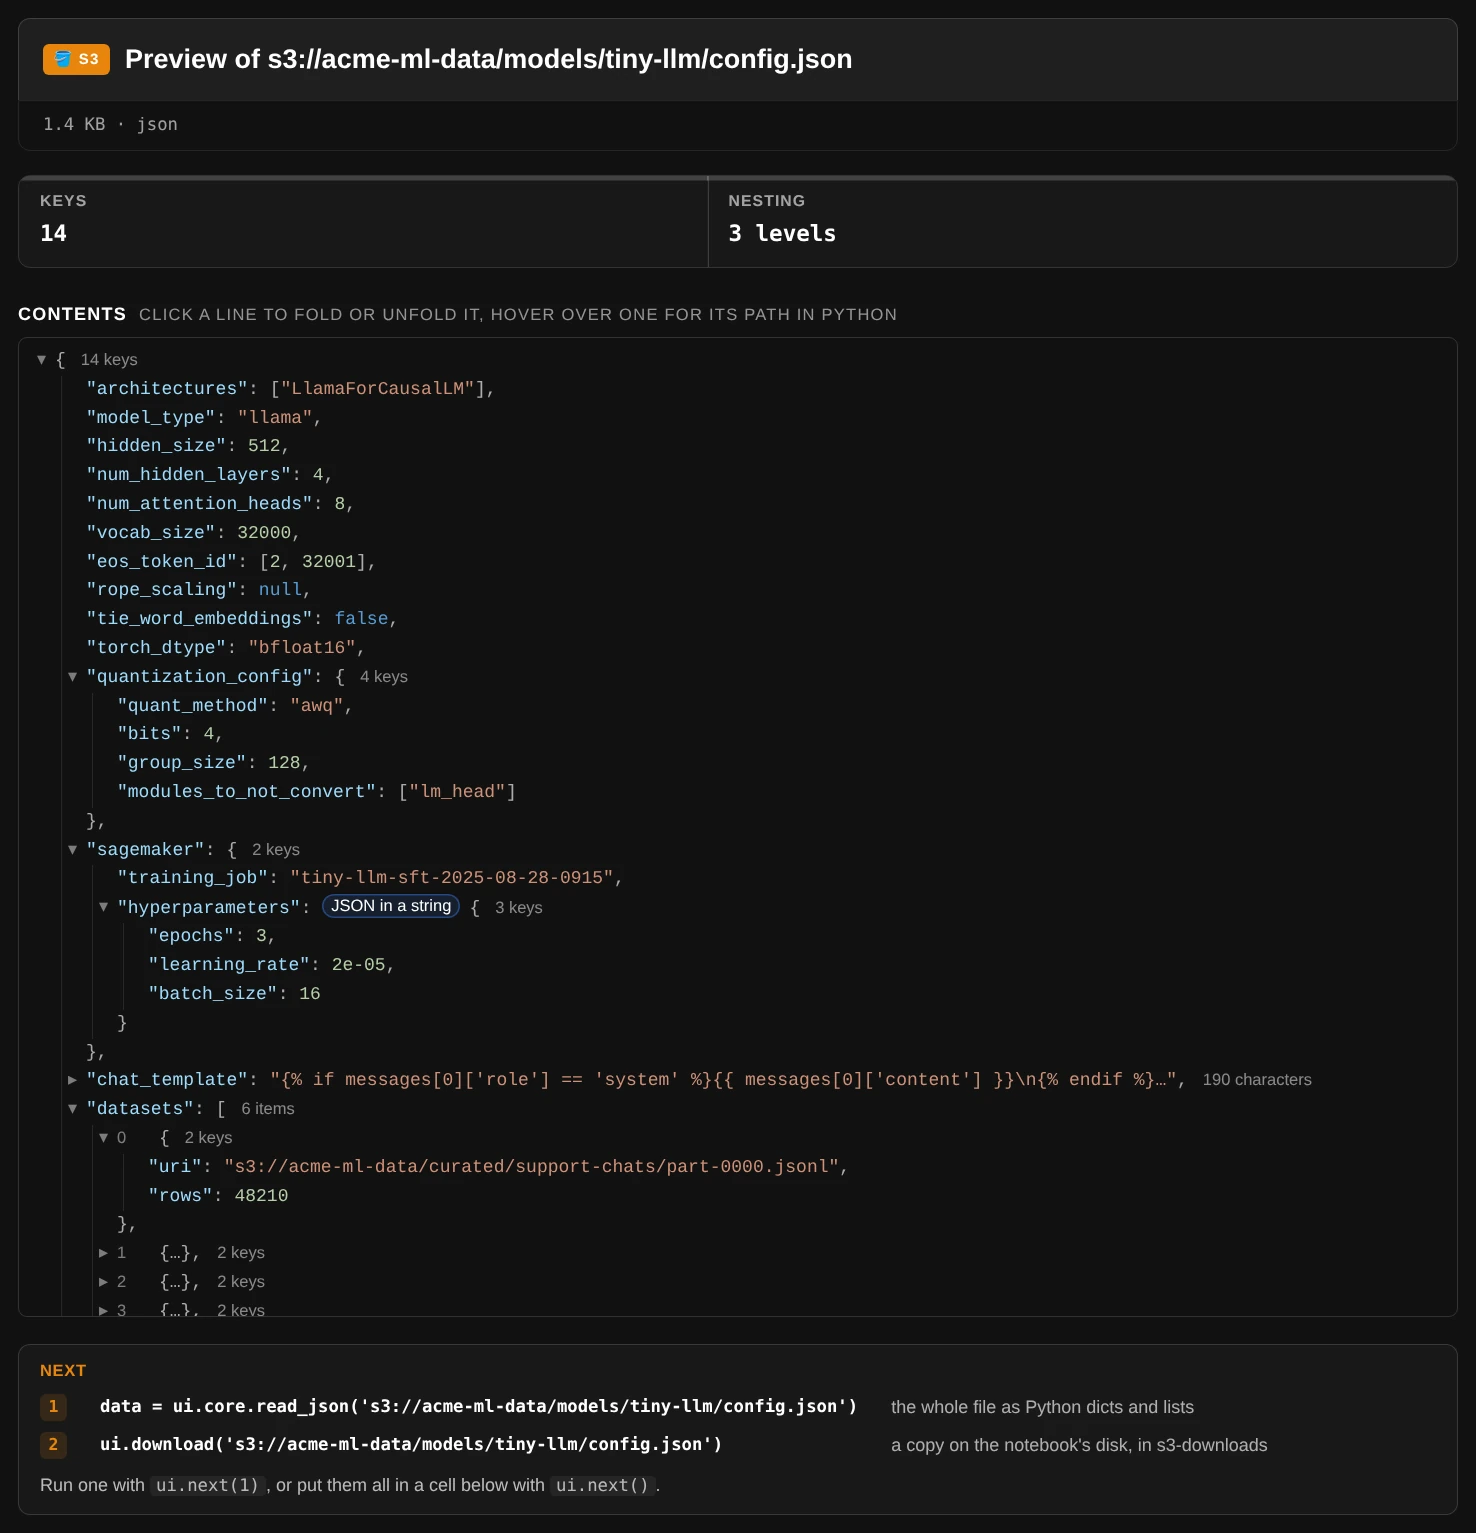 S3 Preview of s3://acme-ml-data/models/tiny-llm/config.json
1.4 KB · json
KEYS
14
NESTING
3 levels
CONTENTS CLICK A LINE TO FOLD OR UNFOLD IT, HOVER OVER ONE FOR ITS PATH IN PYTHON
▼ { 14 keys
"architectures": ["LlamaForCausalLM"],
"model_type": "llama",
"hidden_size": 512,
"num_hidden_layers": 4,
"num_attention_heads": 8,
"vocab_size": 32000,
"eos_token_id": [2, 32001],
"rope_scaling": null,
"tie_word_embeddings": false,
"torch_dtype": "bfloat16",
▼ "quantization_config": { 4 keys
"quant_method": "awq",
"bits": 4,
"group_size": 128,
"modules_to_not_convert": ["lm_head"]
},
▼ "sagemaker": { 2 keys
"training_job": "tiny-llm-sft-2025-08-28-0915",
▼ "hyperparameters": JSON in a string { 3 keys
"epochs": 3,
"learning_rate": 2e-05,
"batch_size": 16
}
},
▶ "chat_template": "{% if messages[0]['role'] == 'system' %}{{ messages[0]['content'] }}\n{% endif %}…", 190 characters
▼ "datasets": [ 6 items
▼ 0 { 2 keys
"uri": "s3://acme-ml-data/curated/support-chats/part-0000.jsonl",
"rows": 48210
},
▶ 1 {…}, 2 keys
▶ 2 {…}, 2 keys
▶ 3 {…}, 2 keys
NEXT
1 data = ui.core.read_json('s3://acme-ml-data/models/tiny-llm/config.json') the whole file as Python dicts and lists
2 ui.download('s3://acme-ml-data/models/tiny-llm/config.json') a copy on the notebook's disk, in s3-downloads
Run one with ui.next(1), or put them all in a cell below with ui.next().